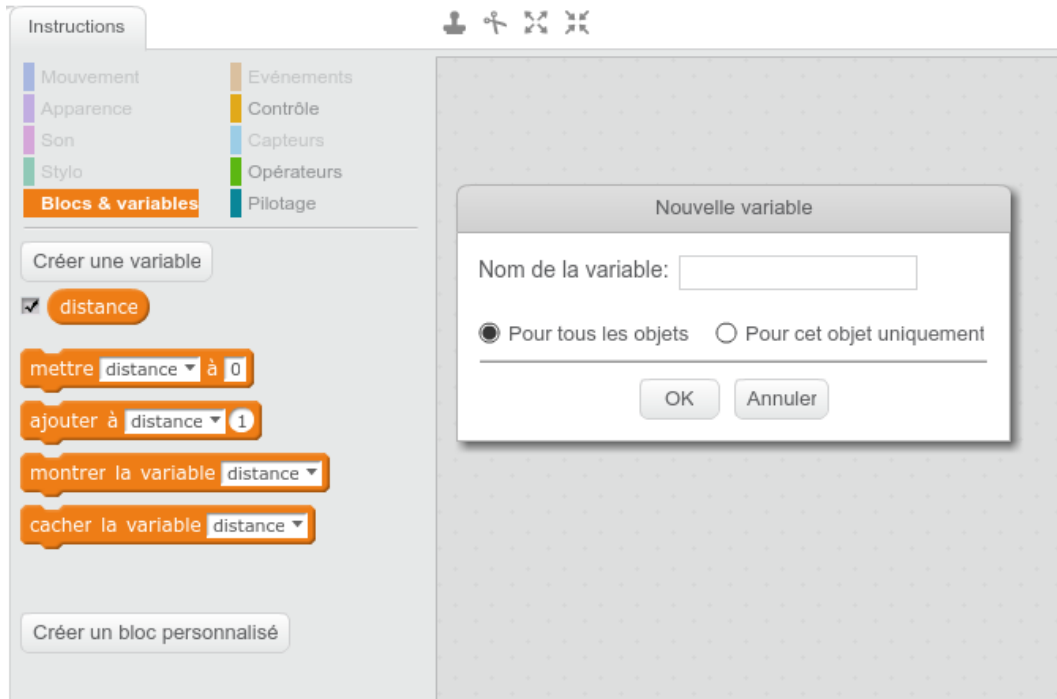 Instructions
Mouvement
Apparence
Son
Stylo
Blocs & variables
Evénements
Contrôle
Capteurs
Opérateurs
Pilotage
Créer une variable
distance
mettre distance à 0
ajouter à distance 1
montrer la variable distance
cacher la variable distance
Créer un bloc personnalisé
Nouvelle variable
Nom de la variable:
Pour tous les objets Pour cet objet uniquement
OK Annuler